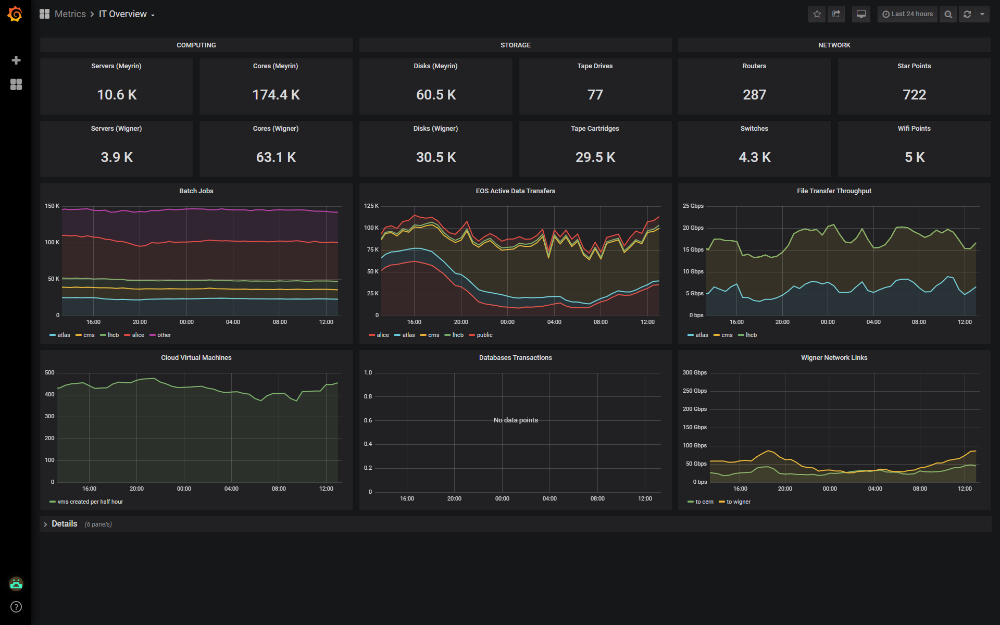 Metrics > IT Overview
Last 24 hours
COMPUTING
STORAGE
NETWORK
Servers (Meyrin)
10.6 K
Cores (Meyrin)
174.4 K
Disks (Meyrin)
60.5 K
Tape Drives
77
Routers
287
Star Points
722
Servers (Wigner)
3.9 K
Cores (Wigner)
63.1 K
Disks (Wigner)
30.5 K
Tape Cartridges
29.5 K
Switches
4.3 K
Wifi Points
5 K
Batch Jobs
150 K
100 K
50 K
0
16:00 20:00 00:00 04:00 08:00 12:00
atlas cms lhcb alice other
EOS Active Data Transfers
125 K
100 K
75 K
50 K
25 K
0
16:00 20:00 00:00 04:00 08:00 12:00
alice atlas cms lhcb public
File Transfer Throughput
25 Gbps
20 Gbps
15 Gbps
10 Gbps
5 Gbps
0 bps
16:00 20:00 00:00 04:00 08:00 12:00
atlas cms lhcb
Cloud Virtual Machines
500
400
300
200
100
0
16:00 20:00 00:00 04:00 08:00 12:00
vms created per half hour
Databases Transactions
1.0
0.8
0.6
No data points
0.4
0.2
0
16:00 20:00 00:00 04:00 08:00 12:00
Wigner Network Links
300 Gbps
250 Gbps
200 Gbps
150 Gbps
100 Gbps
50 Gbps
0 bps
16:00 20:00 00:00 04:00 08:00 12:00
to cern to wigner
Details (6 panels)
?